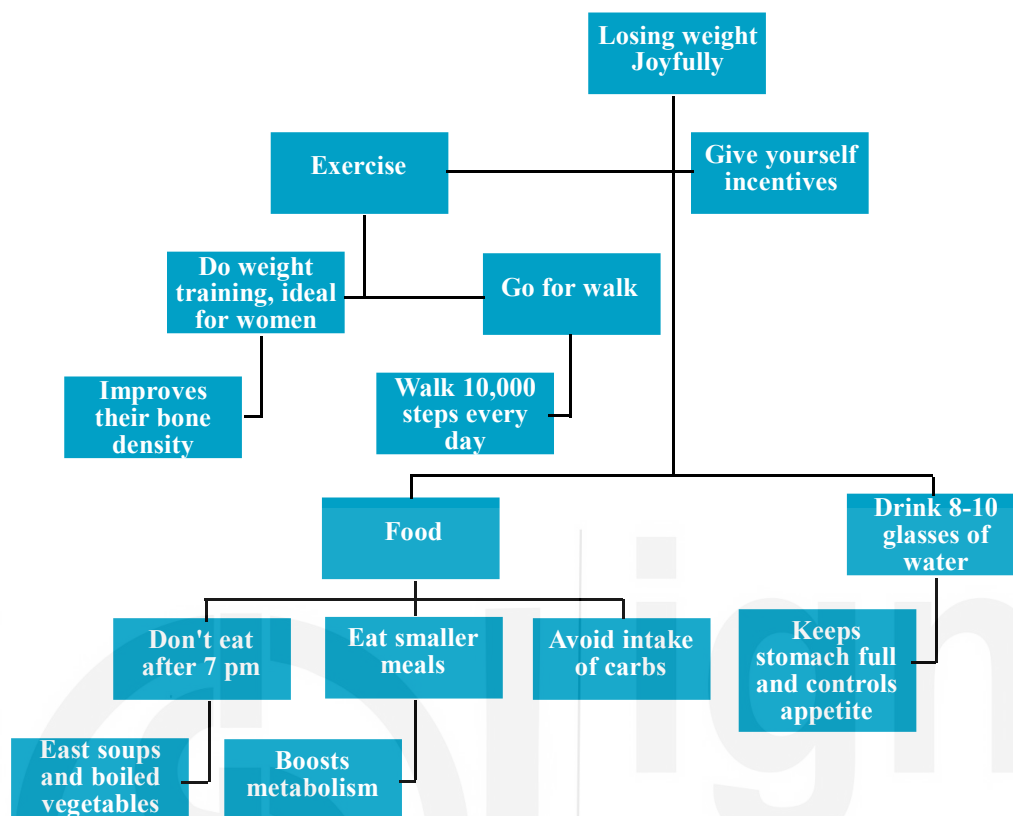 Losing weight
Joyfully
Exercise
Give yourself
incentives
Do weight
training, ideal
for women
Go for walk
Improves
their bone
density
Walk 10,000
steps every
day
Food
Drink 8-10
glasses of
water
Don't eat
after 7 pm
Eat smaller
meals
Avoid intake
of carbs
Keeps
stomach full
and controls
appetite
East soups
and boiled
vegetables
Boosts
metabolism
ign